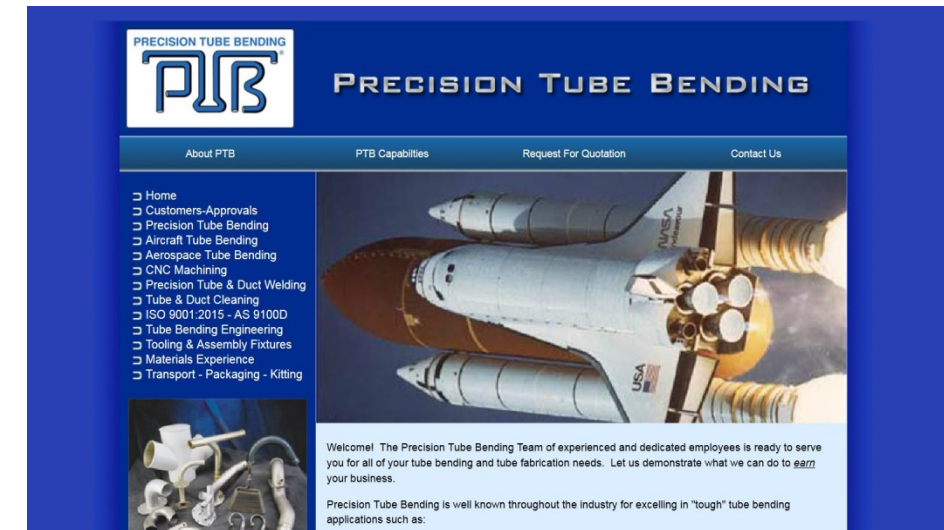 PRECISION TUBE BENDING
PTB
PRECISION TUBE BENDING
About PTB
PTB Capabilties
Request For Quotation
Contact Us
Home
Customers-Approvals
Precision Tube Bending
Aircraft Tube Bending
Aerospace Tube Bending
CNC Machining
Precision Tube & Duct Welding
Tube & Duct Cleaning
ISO 9001:2015 - AS 9100D
Tube Bending Engineering
Tooling & Assembly Fixtures
Materials Experience
Transport - Packaging - Kitting
NASA
Endeavour
USA
Welcome! The Precision Tube Bending Team of experienced and dedicated employees is ready to serve
you for all of your tube bending and tube fabrication needs. Let us demonstrate what we can do to earn
your business.
Precision Tube Bending is well known throughout the industry for excelling in "tough" tube bending
applications such as: